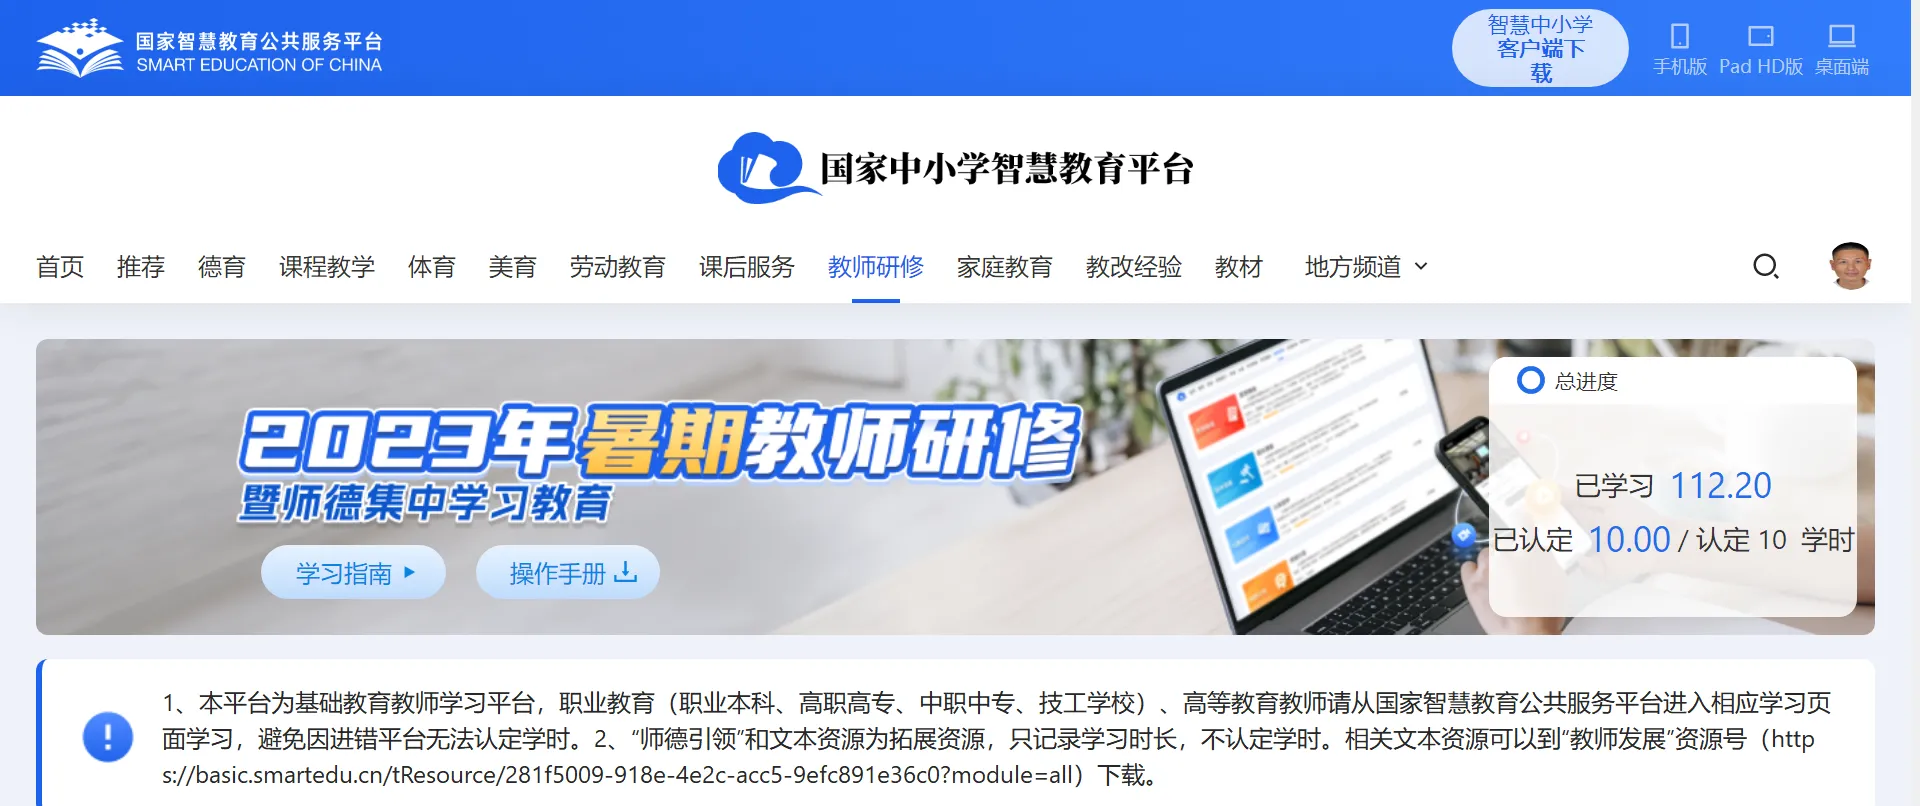 国家智慧教育公共服务平台
SMART EDUCATION OF CHINA
智慧中小学
客户端下
载
手机版 Pad HD版 桌面端
国家中小学智慧教育平台
首页 推荐 德育 课程教学 体育 美育 劳动教育 课后服务 教师研修 家庭教育 教改经验 教材 地方频道
2023年暑期教师研修
暨师德集中学习教育
学习指南 操作手册
总进度
已学习 112.20
已认定 10.00 / 认定 10 学时
1、本平台为基础教育教师学习平台，职业教育（职业本科、高职高专、中职中专、技工学校）、高等教育教师请从国家智慧教育公共服务平台进入相应学习页
面学习，避免因进错平台无法认定学时。2、“师德引领”和文本资源为拓展资源，只记录学习时长，不认定学时。相关文本资源可以到“教师发展”资源号（http
s://basic.smartedu.cn/tResource/281f5009-918e-4e2c-acc5-9efc891e36c0?module=all）下载。